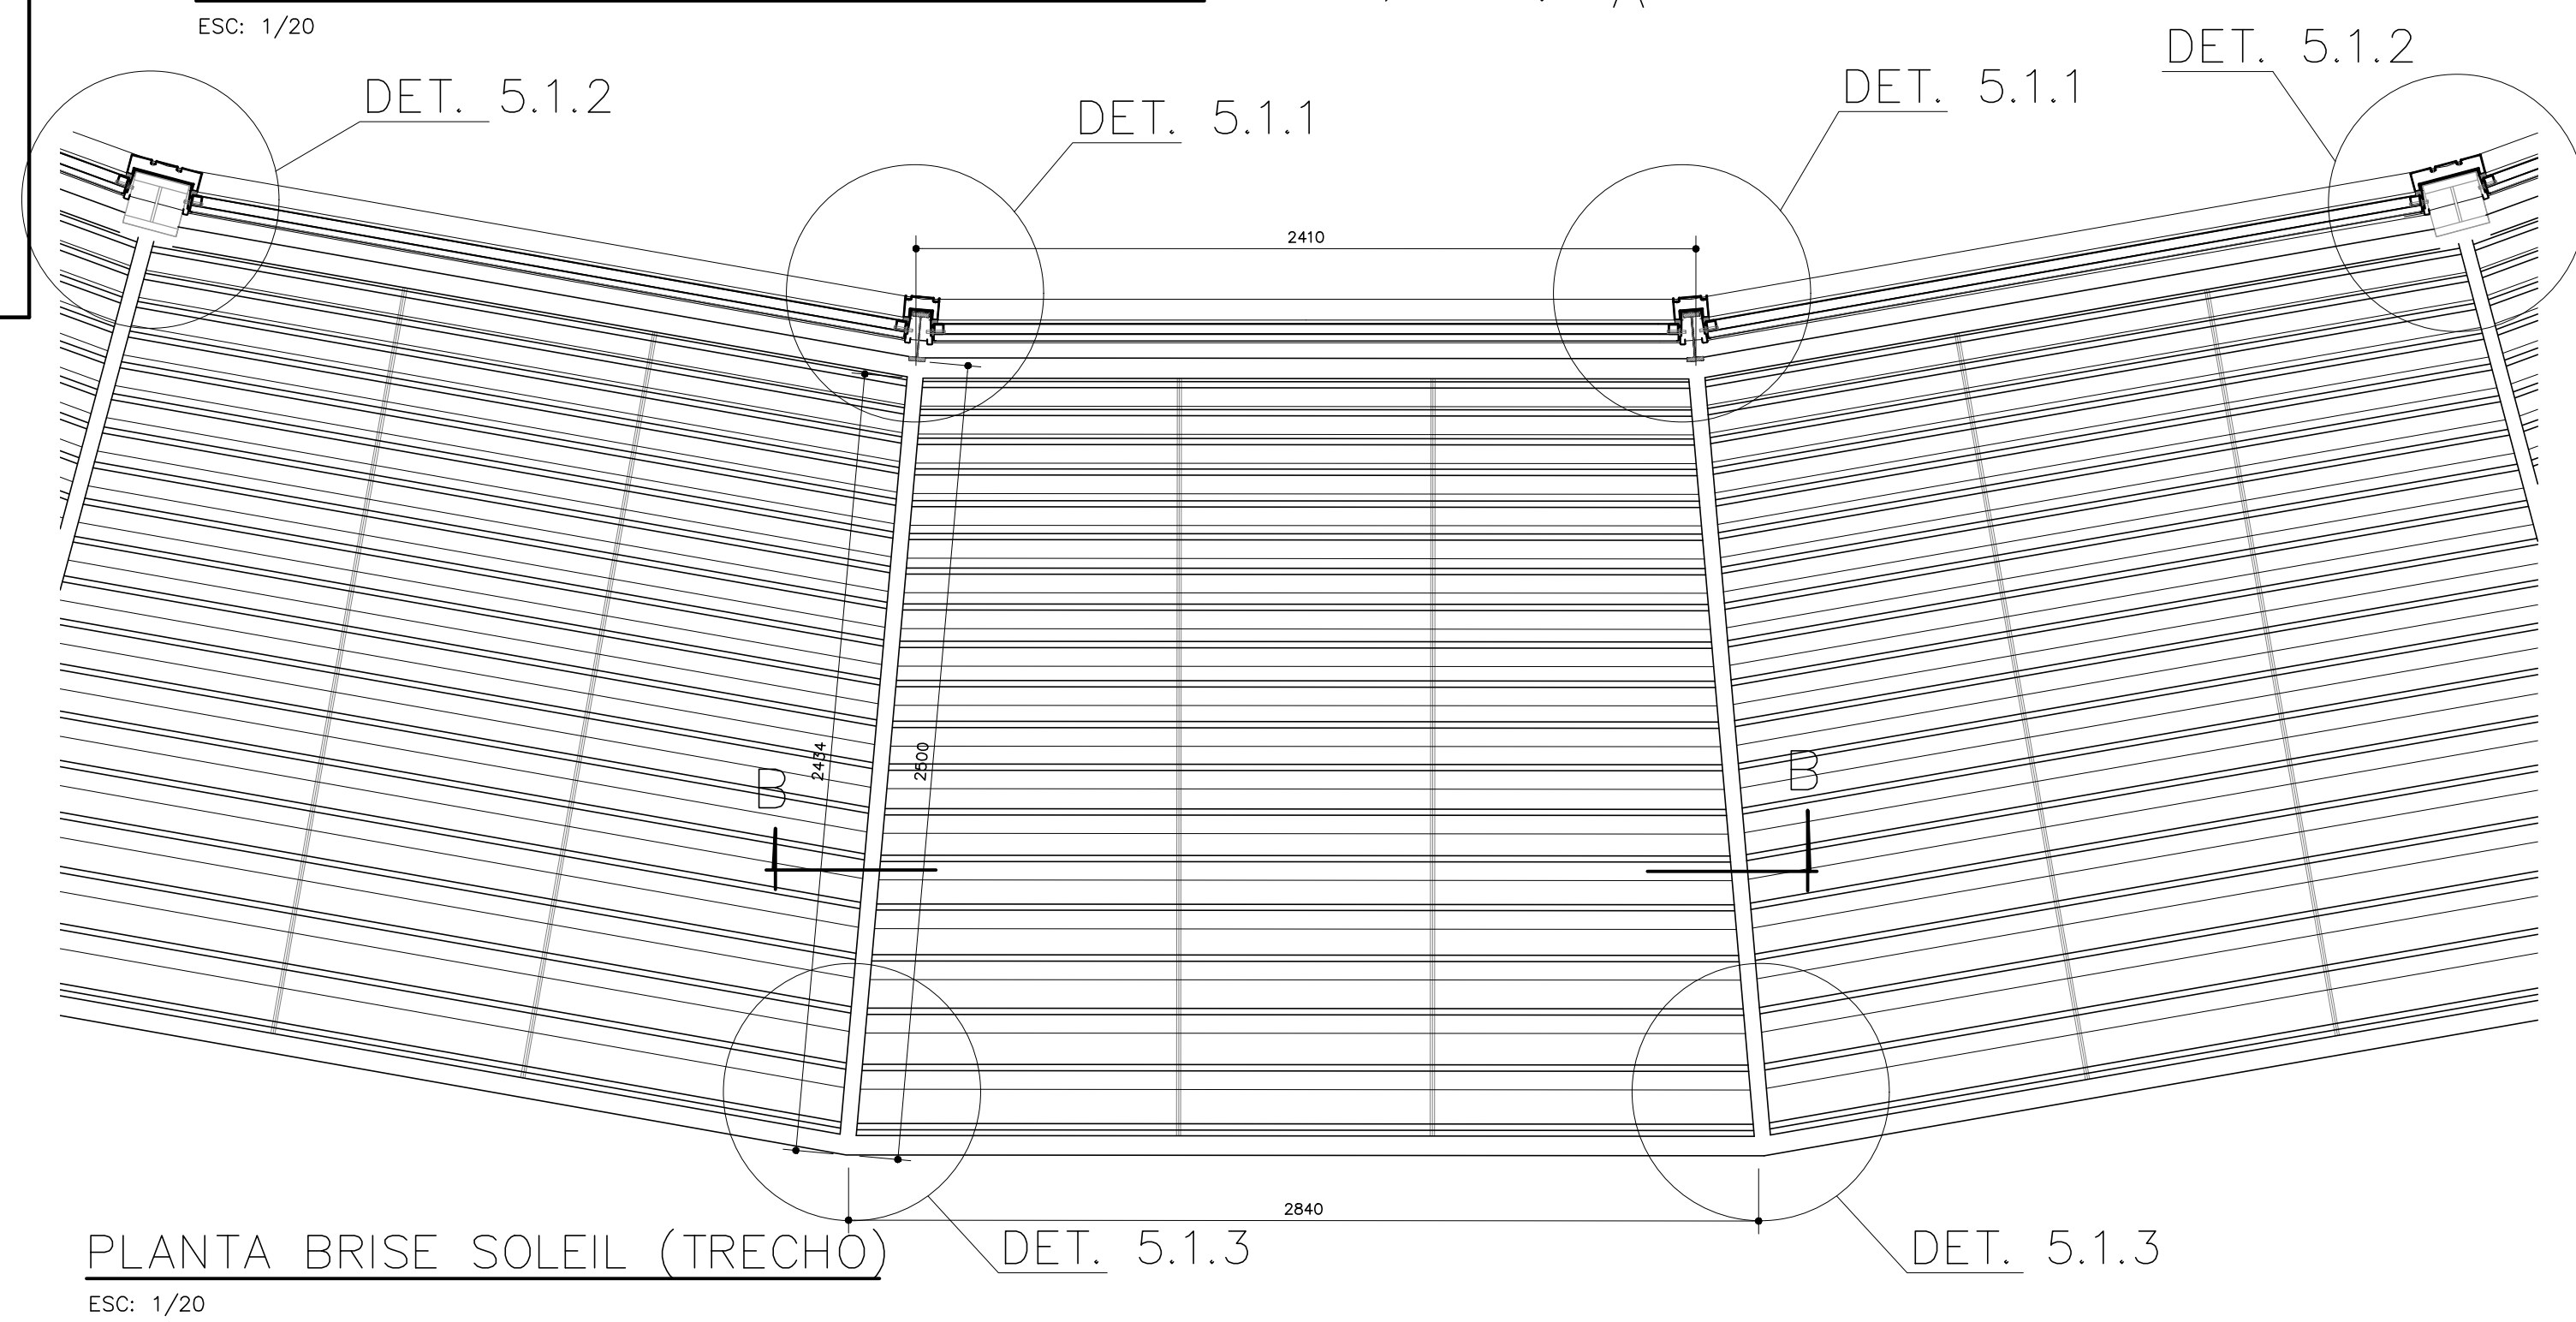 ESC: 1/20
DET. 5.1.2
DET. 5.1.1
DET. 5.1.1
DET. 5.1.2
2410
2434
2500
B
B
2840
PLANTA BRISE SOLEIL (TRECHO)
ESC: 1/20
DET. 5.1.3
DET. 5.1.3